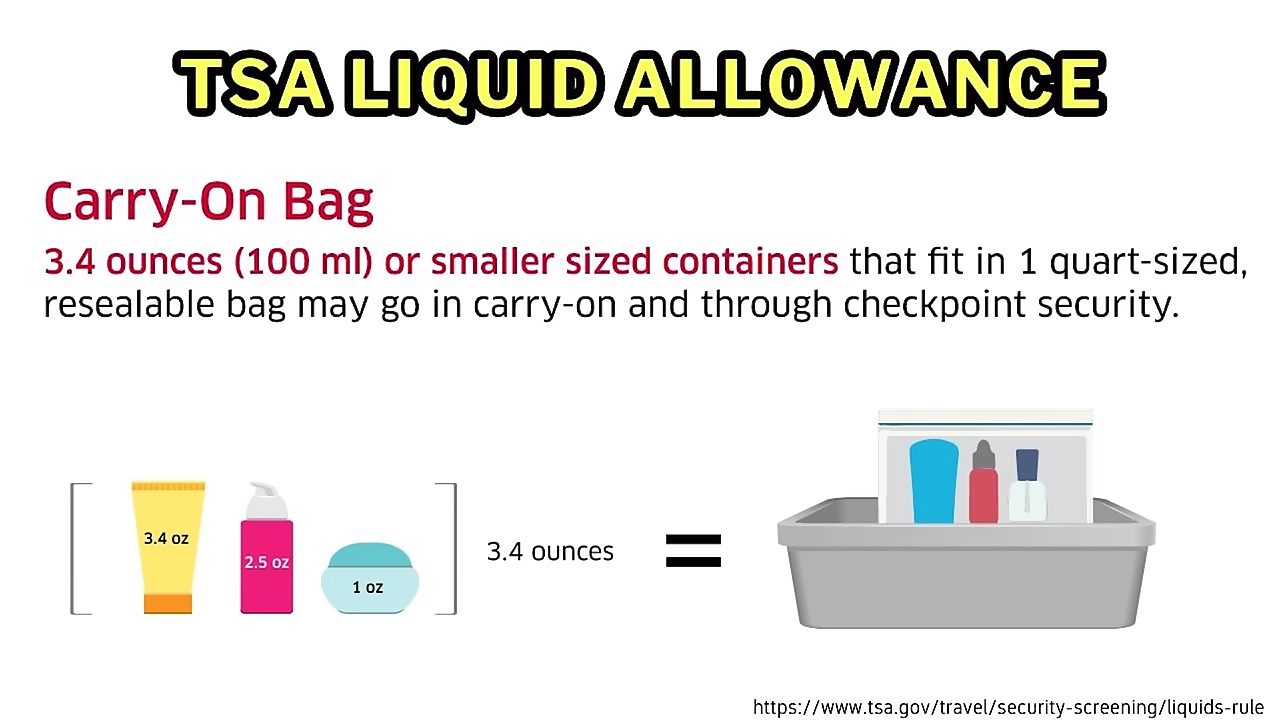 TSA LIQUID ALLOWANCE
Carry-On Bag
3.4 ounces (100 ml) or smaller sized containers that fit in 1 quart-sized,
resealable bag may go in carry-on and through checkpoint security.
3.4 oz
2.5 oz
1 oz
3.4 ounces
=
https://www.tsa.gov/travel/security-screening/liquids-rule